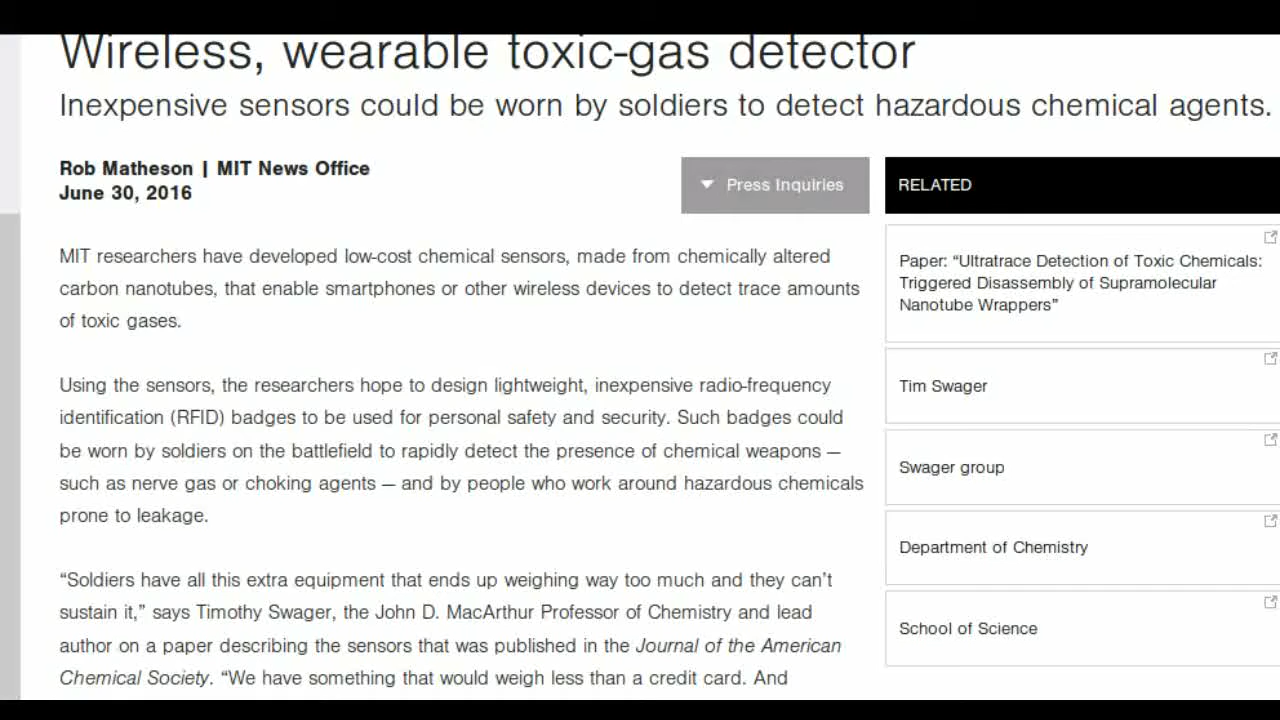 Wireless, wearable toxic-gas detector
Inexpensive sensors could be worn by soldiers to detect hazardous chemical agents.
Rob Matheson | MIT News Office
June 30, 2016
Press Inquiries
MIT researchers have developed low-cost chemical sensors, made from chemically altered
carbon nanotubes, that enable smartphones or other wireless devices to detect trace amounts
of toxic gases.
Using the sensors, the researchers hope to design lightweight, inexpensive radio-frequency
identification (RFID) badges to be used for personal safety and security. Such badges could
be worn by soldiers on the battlefield to rapidly detect the presence of chemical weapons —
such as nerve gas or choking agents — and by people who work around hazardous chemicals
prone to leakage.
“Soldiers have all this extra equipment that ends up weighing way too much and they can’t
sustain it,” says Timothy Swager, the John D. MacArthur Professor of Chemistry and lead
author on a paper describing the sensors that was published in the Journal of the American
Chemical Society. “We have something that would weigh less than a credit card. And
RELATED
Paper: “Ultratrace Detection of Toxic Chemicals:
Triggered Disassembly of Supramolecular
Nanotube Wrappers”
Tim Swager
Swager group
Department of Chemistry
School of Science